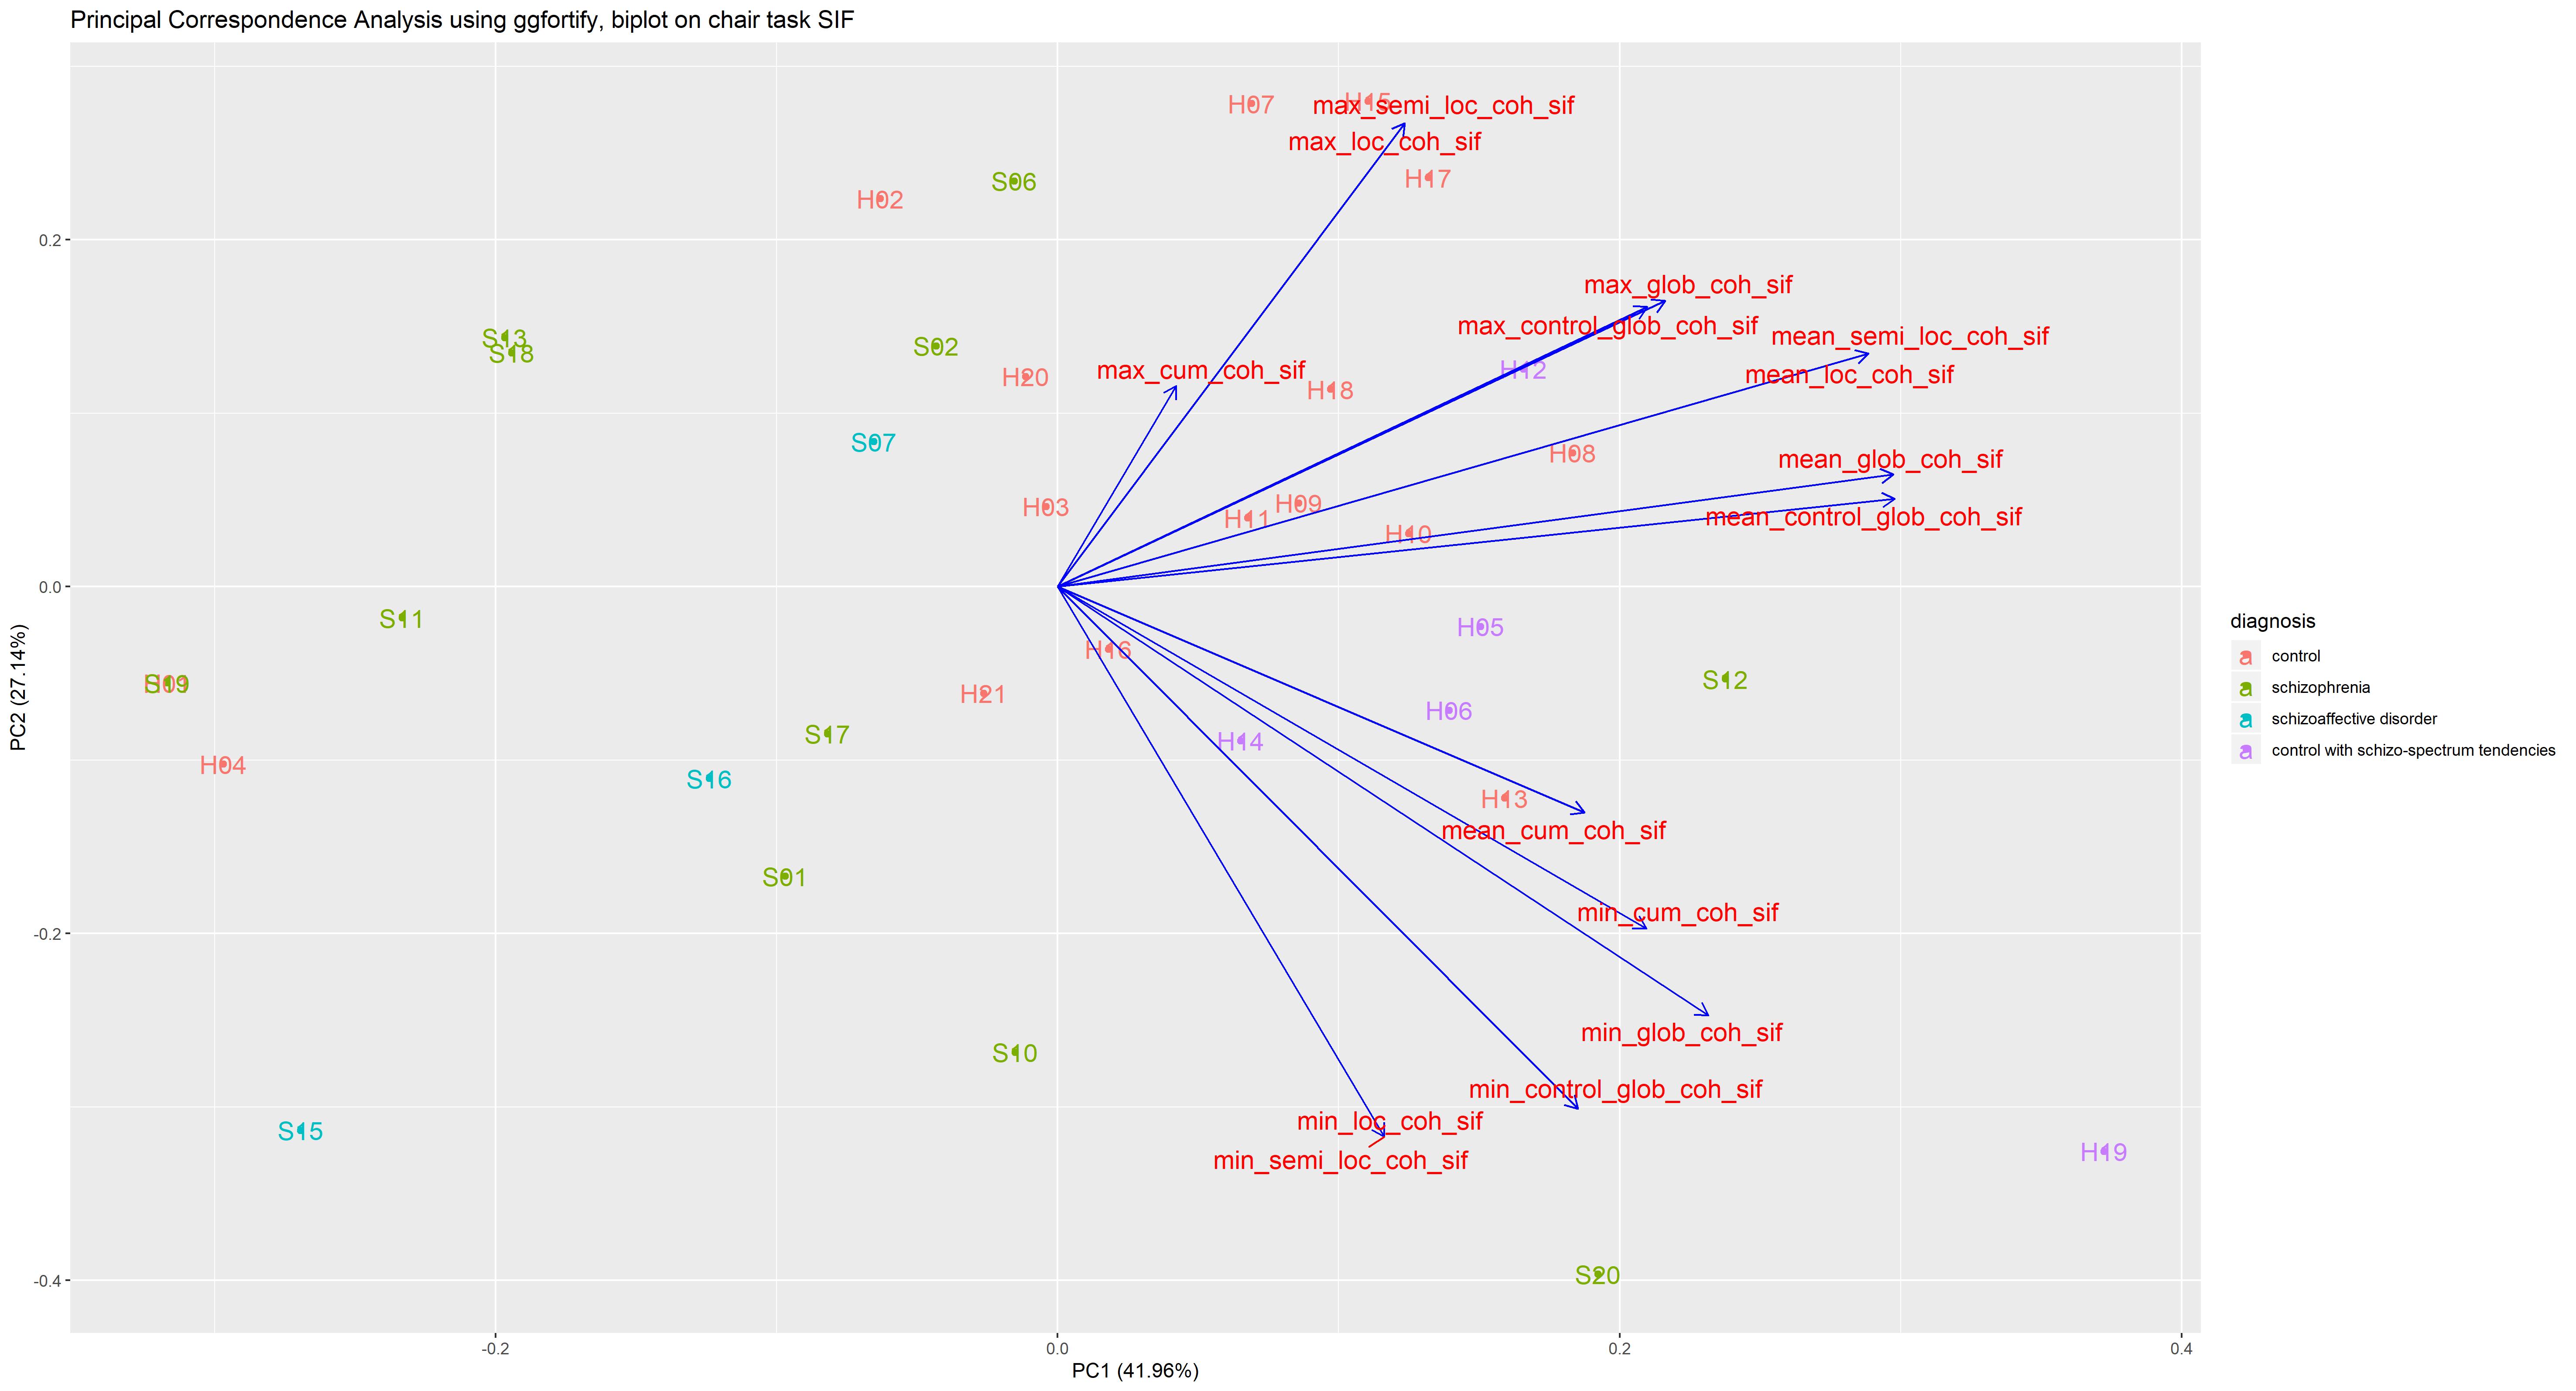 Principal Correspondence Analysis using ggfortify, biplot on chair task SIF
H07
H15
max_semi_loc_coh_sif
max_loc_coh_sif
H17
S06
H02
0.2
max_glob_coh_sif
max_control_glob_coh_sif
mean_semi_loc_coh_sif
S13
S18
S02
H20
max_cum_coh_sif
H12
mean_loc_coh_sif
H18
S07
H08
mean_glob_coh_sif
H03
H11
H09
H10
mean_control_glob_coh_sif
0.0
S11
H05
H16
S19
H21
S12
H06
S17
H14
H04
S16
H13
mean_cum_coh_sif
S01
min_cum_coh_sif
-0.2
S10
min_glob_coh_sif
min_control_glob_coh_sif
S15
min_loc_coh_sif
min_semi_loc_coh_sif
H19
S20
-0.4
PC2 (27.14%)
-0.2
0.0
0.2
0.4
PC1 (41.96%)
diagnosis
a control
a schizophrenia
a schizoaffective disorder
a control with schizo-spectrum tendencies